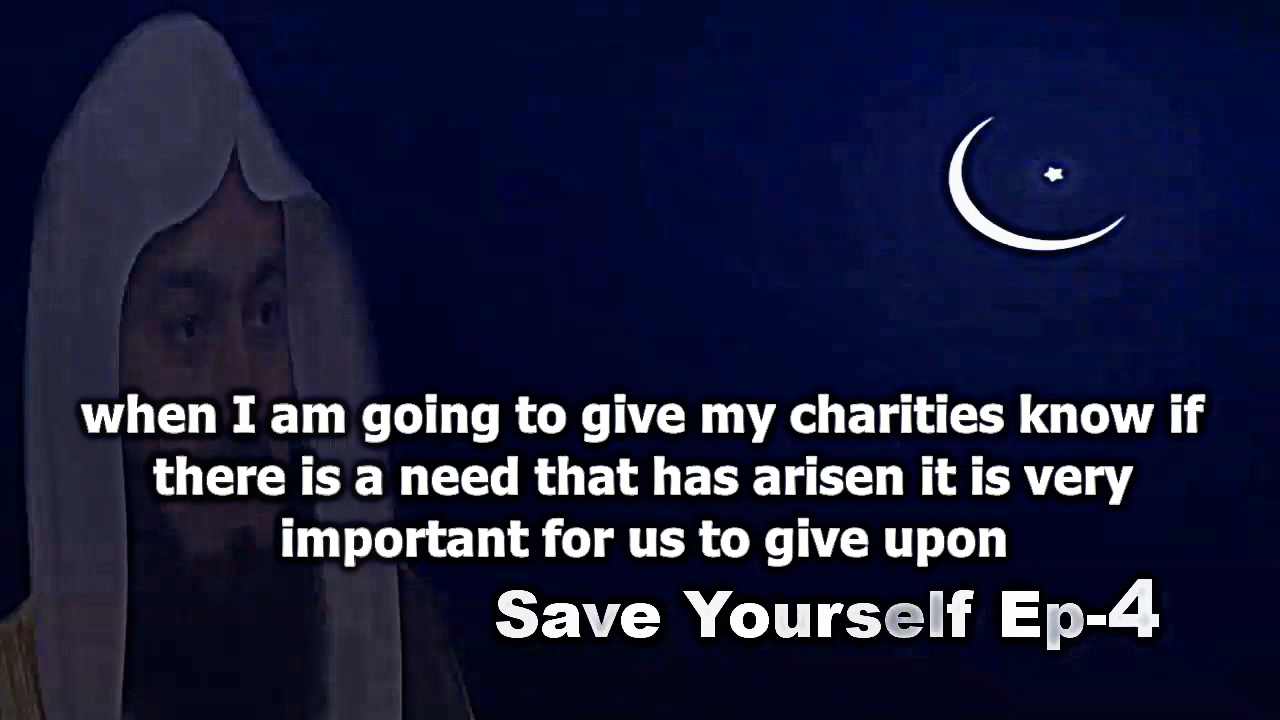 when I am going to give my charities know if
there is a need that has arisen it is very
important for us to give upon
Save Yourself Ep-4